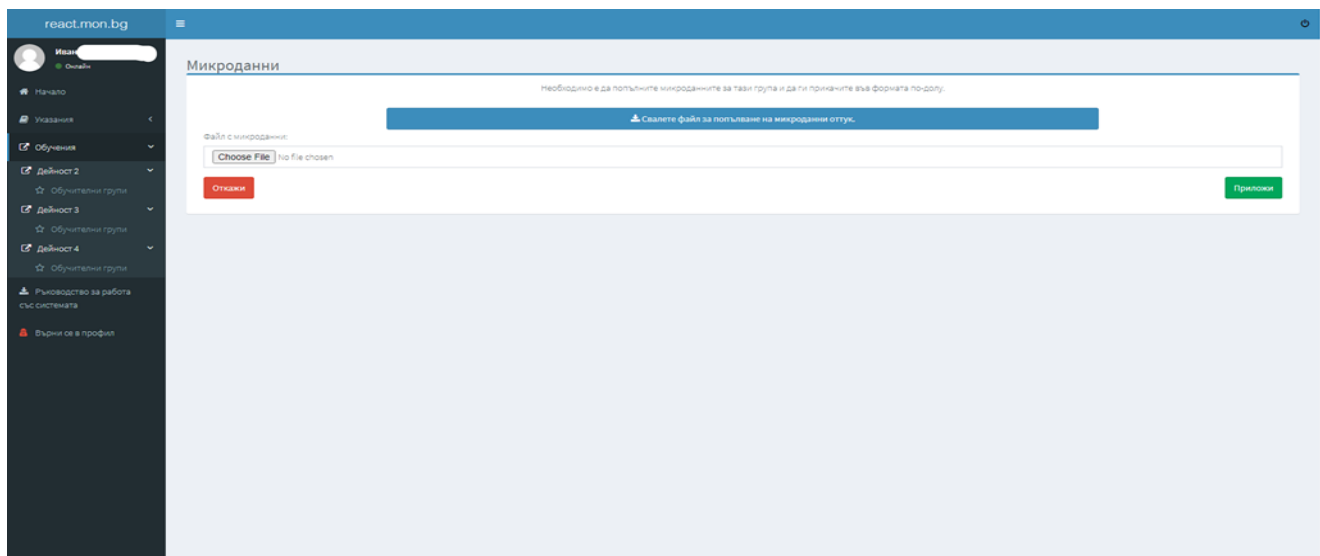 react.mon.bg
Иван
Онлайн
Микроданни
Необходимо е да попълните микроданните за тази група и да ги прикачите във формата по-долу.
Начало
Указания
Свалете файл за попълване на микроданни оттук.
Файл с микроданни:
Обучения
Choose File No file chosen
Дейност 2
Обучителни групи
Откажи
Приложи
Дейност 3
Обучителни групи
Дейност 4
Обучителни групи
Ръководство за работа
със системата
Върни се в профил